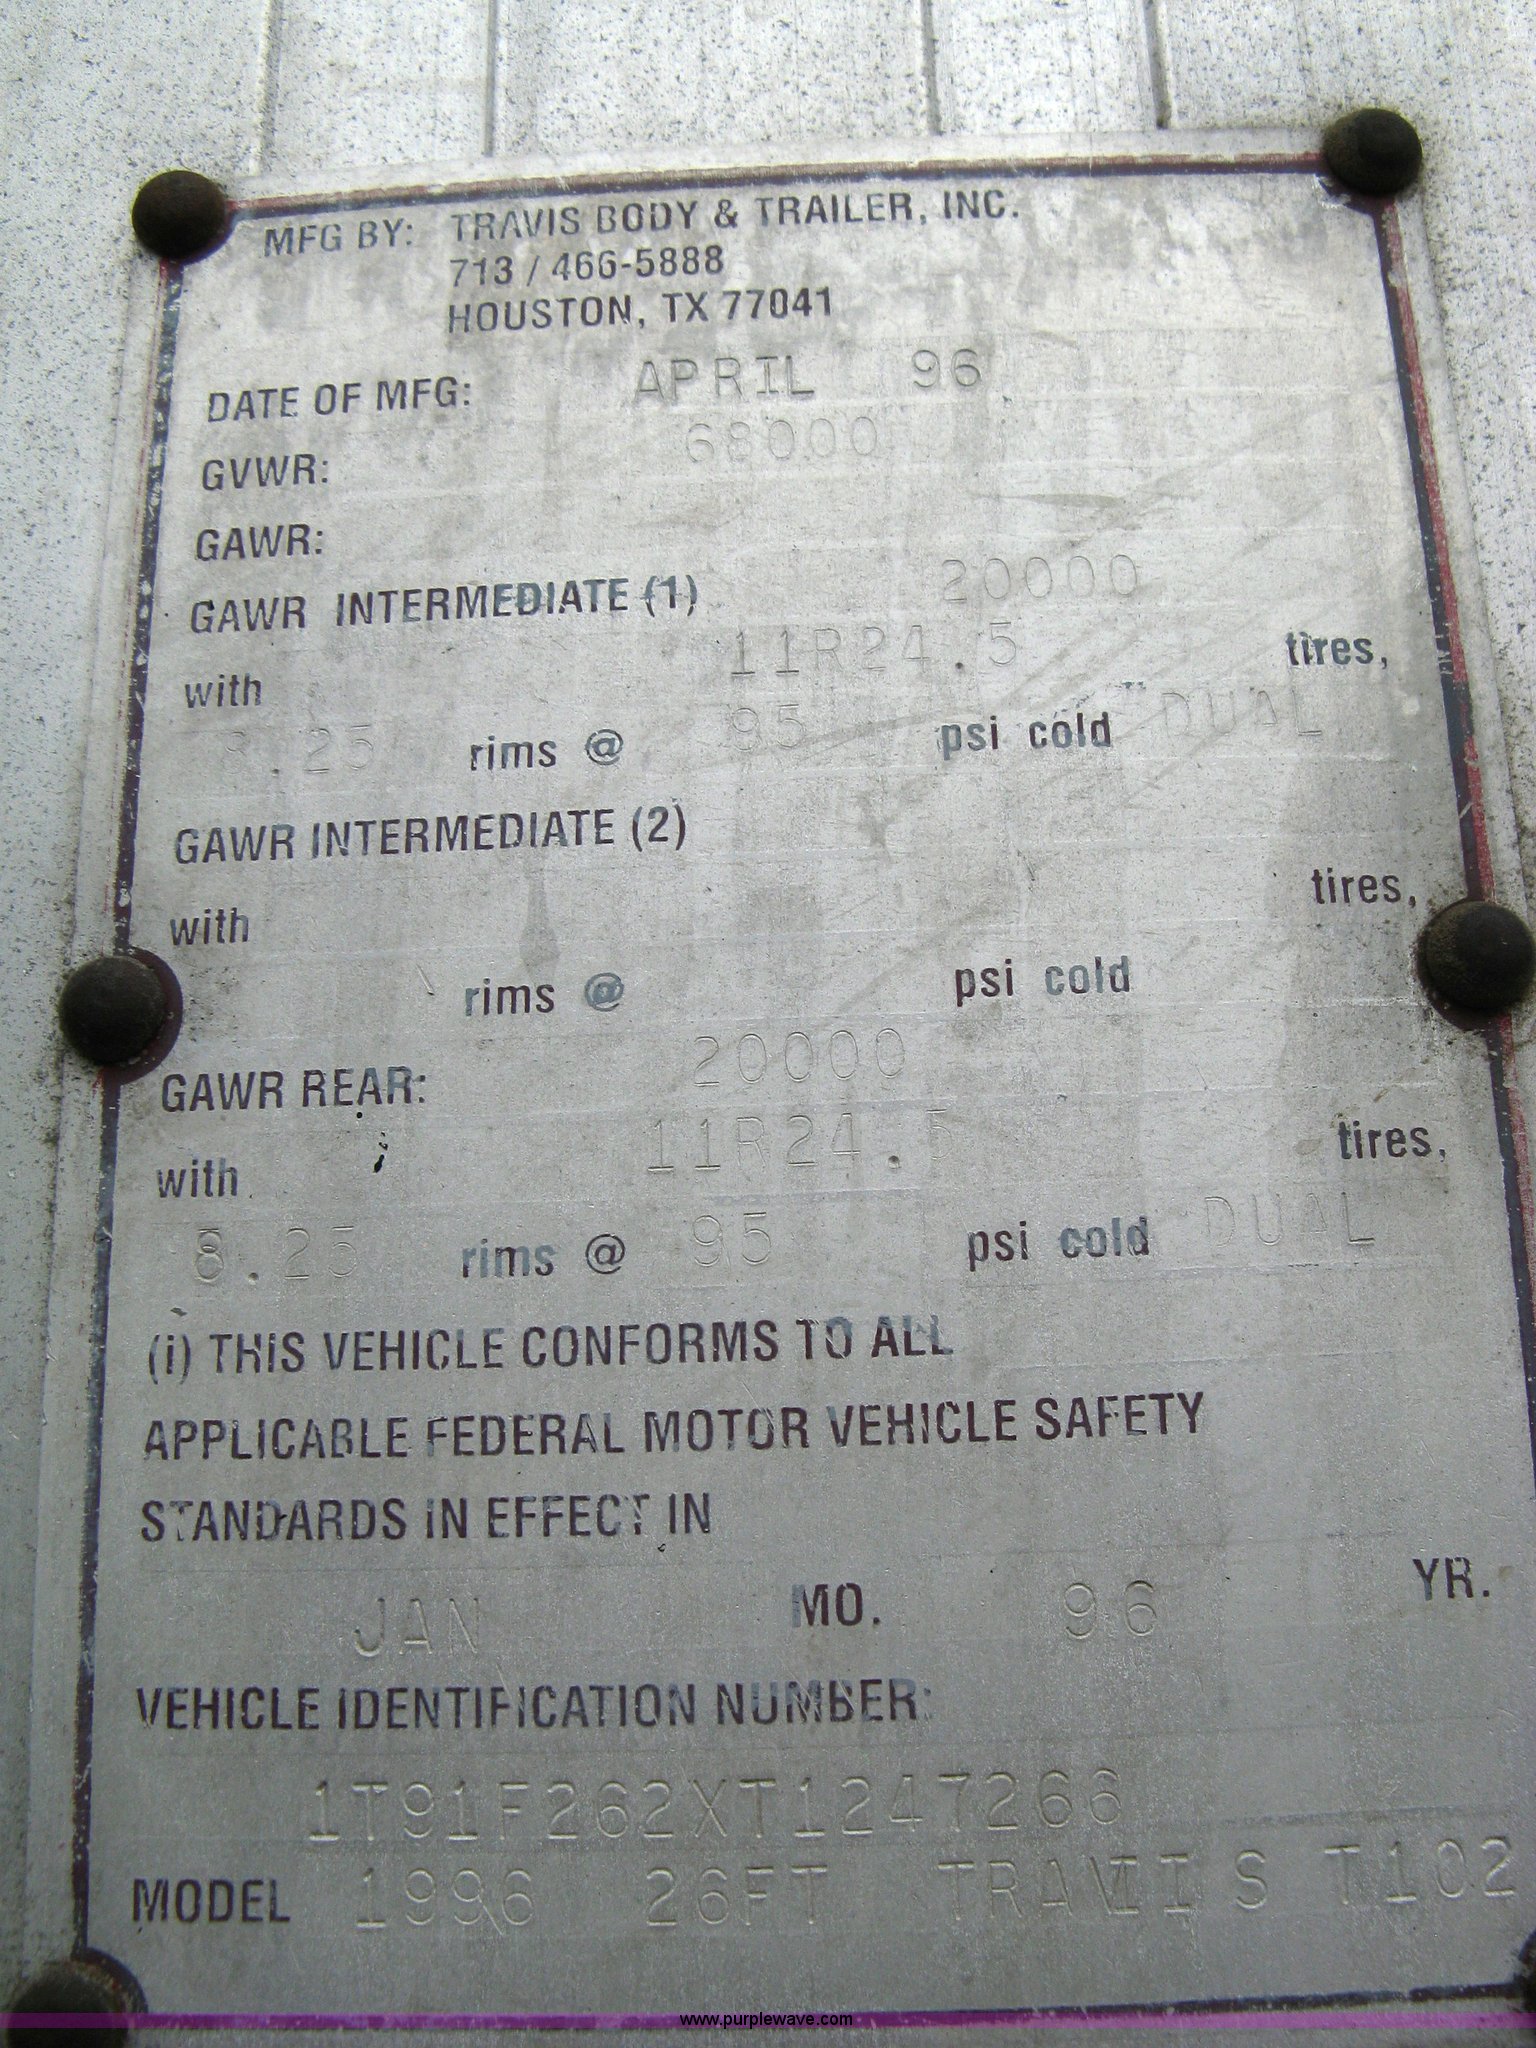 MFG BY: TRAVIS BODY & TRAILER, INC.
713 / 466-5888
HOUSTON, TX 77041
DATE OF MFG: APRIL 96
GVWR: 68000
GAWR:
GAWR INTERMEDIATE (1) 20000
with 11R24.5 tires,
8.25 rims @ 95 psi cold DUAL
GAWR INTERMEDIATE (2)
with tires,
rims @ psi cold
GAWR REAR: 20000
with 11R24.5 tires,
8.25 rims @ 95 psi cold DUAL
(i) THIS VEHICLE CONFORMS TO ALL
APPLICABLE FEDERAL MOTOR VEHICLE SAFETY
STANDARDS IN EFFECT IN
JAN MO. 96 YR.
VEHICLE IDENTIFICATION NUMBER:
1T91F262XT1247266
MODEL 1996 26FT TRAVIS T102
www.purplewave.com